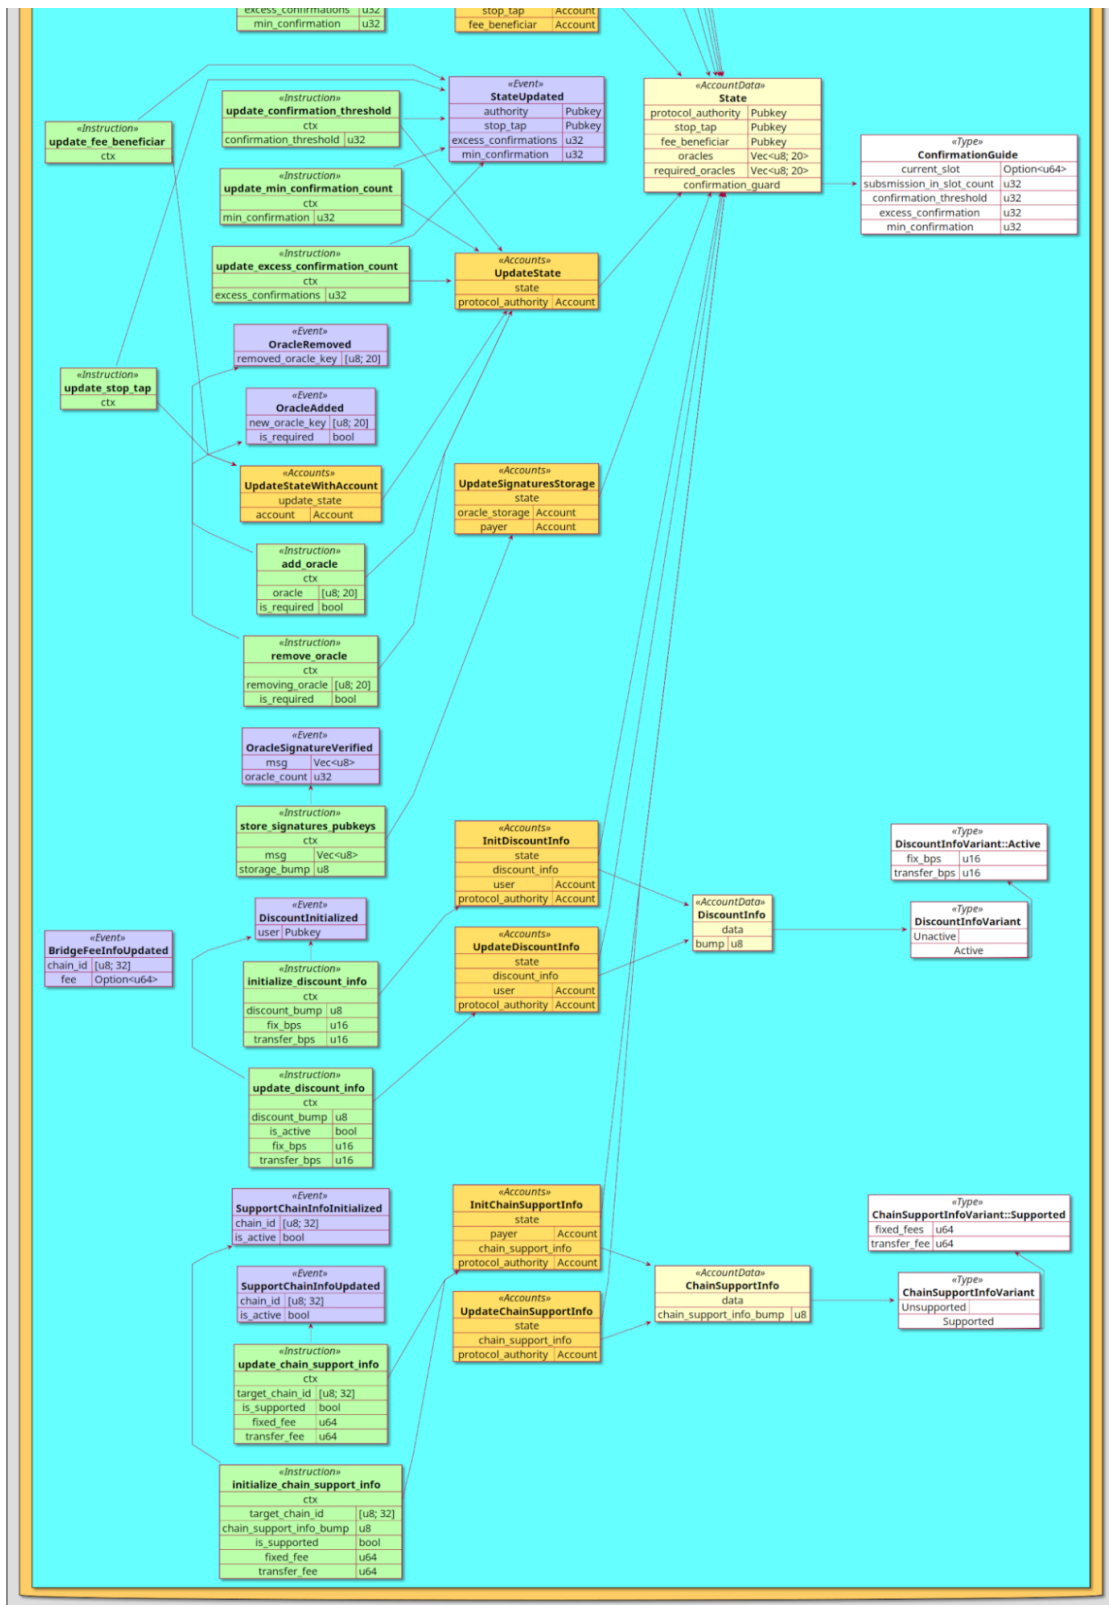 excess_confirmations u32
min_confirmation u32
stop_tap Account
fee_beneficiar Account
«Event»
StateUpdated
authority Pubkey
stop_tap Pubkey
excess_confirmations u32
min_confirmation u32
«AccountData»
State
protocol_authority Pubkey
stop_tap Pubkey
fee_beneficiar Pubkey
oracles Vec<u8; 20>
required_oracles Vec<u8; 20>
confirmation_guard
«Instruction»
update_confirmation_threshold
ctx
confirmation_threshold u32
«Instruction»
update_fee_beneficiar
ctx
«Type»
ConfirmationGuide
current_slot Option<u64>
subsmission_in_slot_count u32
confirmation_threshold u32
excess_confirmation u32
min_confirmation u32
«Instruction»
update_min_confirmation_count
ctx
min_confirmation u32
«Instruction»
update_excess_confirmation_count
ctx
excess_confirmations u32
«Accounts»
UpdateState
state
protocol_authority Account
«Event»
OracleRemoved
removed_oracle_key [u8; 20]
«Instruction»
update_stop_tap
ctx
«Event»
OracleAdded
new_oracle_key [u8; 20]
is_required bool
«Accounts»
UpdateStateWithAccount
update_state
account Account
«Accounts»
UpdateSignaturesStorage
state
oracle_storage Account
payer Account
«Instruction»
add_oracle
ctx
oracle [u8; 20]
is_required bool
«Instruction»
remove_oracle
ctx
removing_oracle [u8; 20]
is_required bool
«Event»
OracleSignatureVerified
msg Vec<u8>
oracle_count u32
«Instruction»
store_signatures_pubkeys
ctx
msg Vec<u8>
storage_bump u8
«Accounts»
InitDiscountInfo
state
discount_info
user Account
protocol_authority Account
«Type»
DiscountInfoVariant::Active
fix_bps u16
transfer_bps u16
«Event»
DiscountInitialized
user Pubkey
«AccountData»
DiscountInfo
data
bump u8
«Type»
DiscountInfoVariant
Unactive
Active
«Event»
BridgeFeeInfoUpdated
chain_id [u8; 32]
fee Option<u64>
«Accounts»
UpdateDiscountInfo
state
discount_info
user Account
protocol_authority Account
«Instruction»
initialize_discount_info
ctx
discount_bump u8
fix_bps u16
transfer_bps u16
«Instruction»
update_discount_info
ctx
discount_bump u8
is_active bool
fix_bps u16
transfer_bps u16
«Event»
SupportChainInfoInitialized
chain_id [u8; 32]
is_active bool
«Accounts»
InitChainSupportInfo
state
payer Account
chain_support_info
protocol_authority Account
«Type»
ChainSupportInfoVariant::Supported
fixed_fees u64
transfer_fee u64
«Event»
SupportChainInfoUpdated
chain_id [u8; 32]
is_active bool
«AccountData»
ChainSupportInfo
data
chain_support_info_bump u8
«Type»
ChainSupportInfoVariant
Unsupported
Supported
«Accounts»
UpdateChainSupportInfo
state
chain_support_info
protocol_authority Account
«Instruction»
update_chain_support_info
ctx
target_chain_id [u8; 32]
is_supported bool
fixed_fee u64
transfer_fee u64
«Instruction»
initialize_chain_support_info
ctx
target_chain_id [u8; 32]
chain_support_info_bump u8
is_supported bool
fixed_fee u64
transfer_fee u64